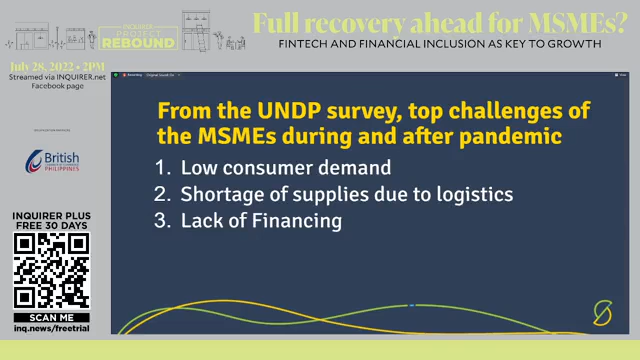 INQUIRER
PROJECT
REBOUND
Full recovery ahead for MSMEs?
FINTECH AND FINANCIAL INCLUSION AS KEY TO GROWTH
July 28, 2022 • 2PM
Streamed via INQUIRER.net
Facebook page
British
PHILIPPINES
INQUIRER PLUS
FREE 30 DAYS
SCAN ME
inq.news/freetrial
Recording
From the UNDP survey, top challenges of
the MSMEs during and after pandemic
1. Low consumer demand
2. Shortage of supplies due to logistics
3. Lack of Financing